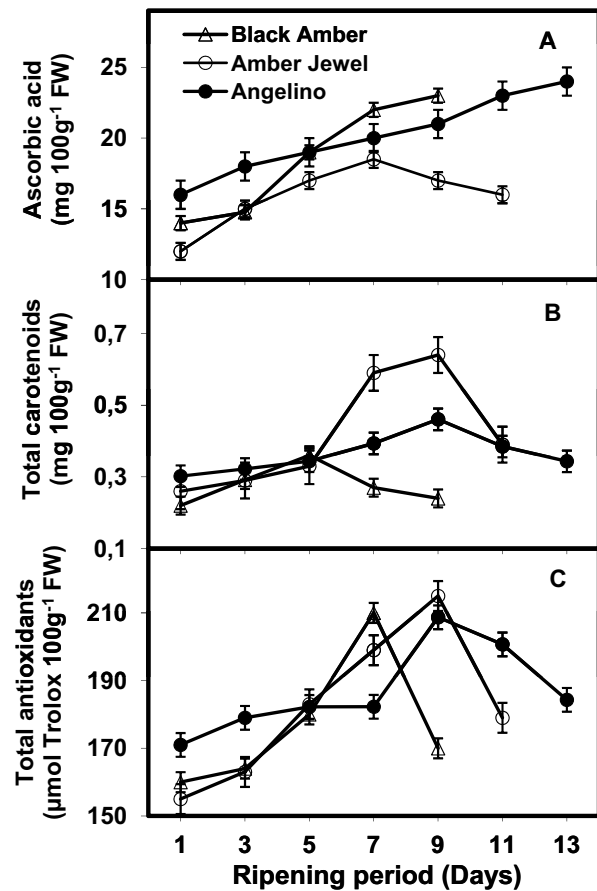 Black Amber
Amber Jewel
Angelino
A
Ascorbic acid
(mg 100g⁻¹ FW)
25
20
15
10
B
Total carotenoids
(mg 100g⁻¹ FW)
0,7
0,5
0,3
0,1
C
Total antioxidants
(µmol Trolox 100g⁻¹ FW)
210
190
170
150
1 3 5 7 9 11 13
Ripening period (Days)